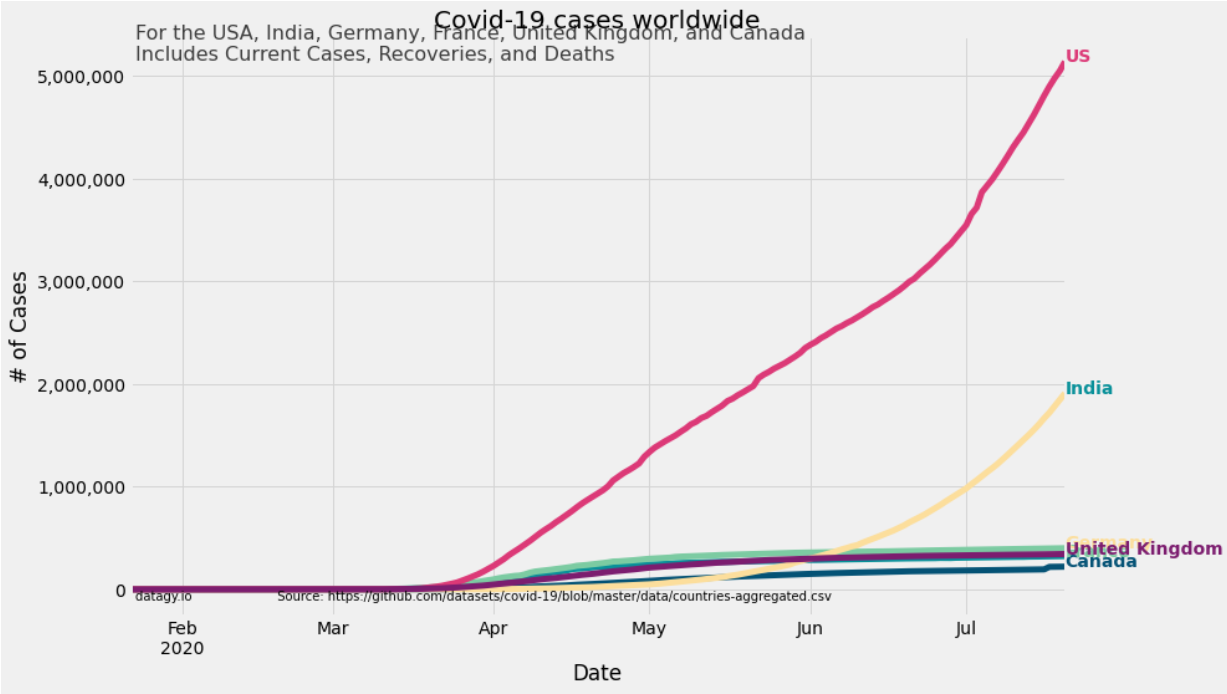 Covid-19 cases worldwide
For the USA, India, Germany, France, United Kingdom, and Canada
Includes Current Cases, Recoveries, and Deaths
US
5,000,000
4,000,000
3,000,000
2,000,000
India
1,000,000
Germany
United Kingdom
Canada
0
# of Cases
datagy.io
Source: https://github.com/datasets/covid-19/blob/master/data/countries-aggregated.csv
Feb
2020
Mar
Apr
May
Jun
Jul
Date